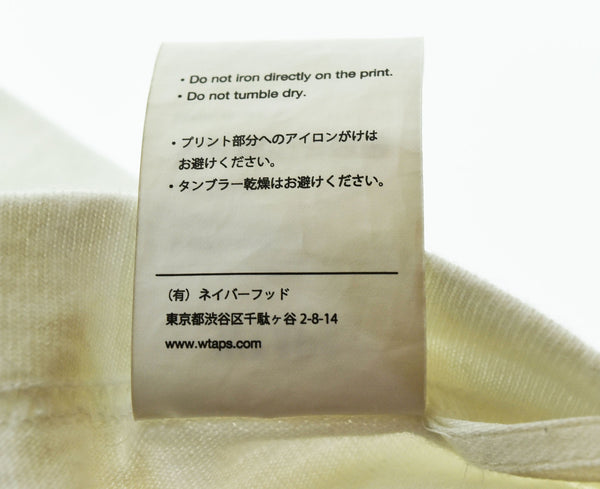 ・Do not iron directly on the print.
・Do not tumble dry.
・プリント部分へのアイロンがけは
お避けください。
・タンブラー乾燥はお避けください。
（有）ネイバーフッド
東京都渋谷区千駄ヶ谷 2-8-14
www.wtaps.com